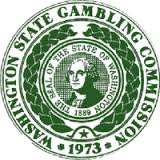 WASHINGTON STATE GAMBLING COMMISSION
1973
THE SEAL OF THE STATE OF WASHINGTON
1889